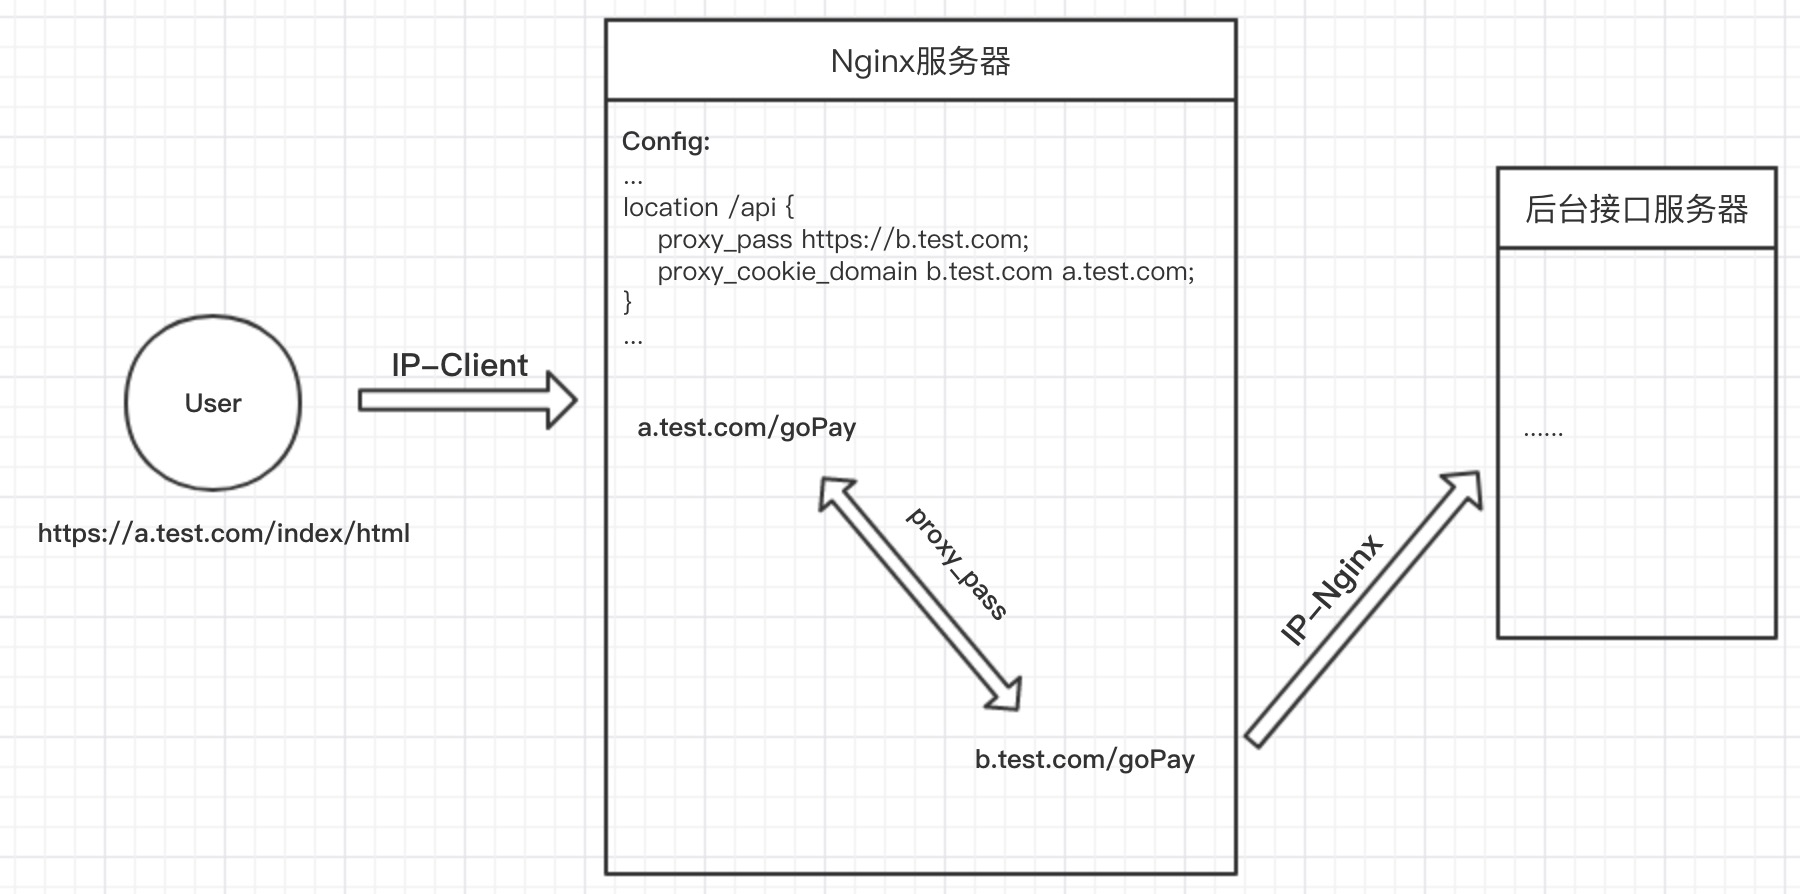 Nginx服务器
Config:
...
location /api {
proxy_pass https://b.test.com;
proxy_cookie_domain b.test.com a.test.com;
}
...
后台接口服务器
IP-Client
User
a.test.com/goPay
......
https://a.test.com/index/html
proxy_pass
IP-Nginx
b.test.com/goPay